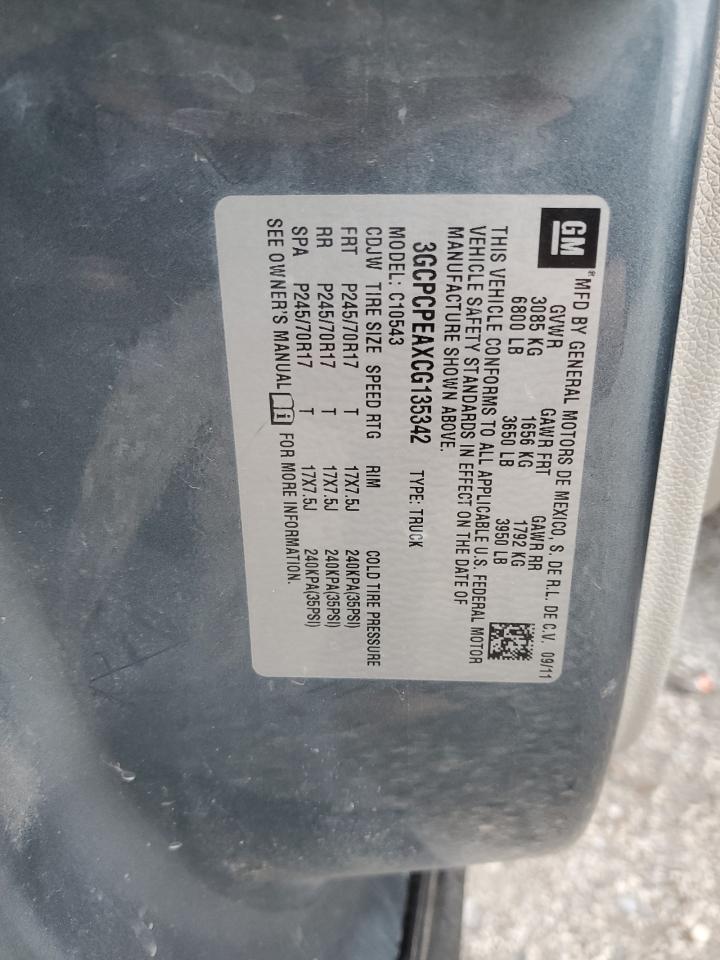 GM ® MFD BY GENERAL MOTORS DE MEXICO, S. DE R.L. DE C.V. 09/11
GVWR GAWR FRT GAWR RR
3085 KG 1656 KG 1792 KG
6800 LB 3650 LB 3950 LB
THIS VEHICLE CONFORMS TO ALL APPLICABLE U.S. FEDERAL MOTOR
VEHICLE SAFETY STANDARDS IN EFFECT ON THE DATE OF
MANUFACTURE SHOWN ABOVE.
3GCPCPEAXCG135342 TYPE: TRUCK
MODEL: C10543
CDJW TIRE SIZE SPEED RTG RIM COLD TIRE PRESSURE
FRT P245/70R17 T 17X7.5J 240KPA(35PSI)
RR P245/70R17 T 17X7.5J 240KPA(35PSI)
SPA P245/70R17 T 17X7.5J 240KPA(35PSI)
SEE OWNER'S MANUAL i FOR MORE INFORMATION.